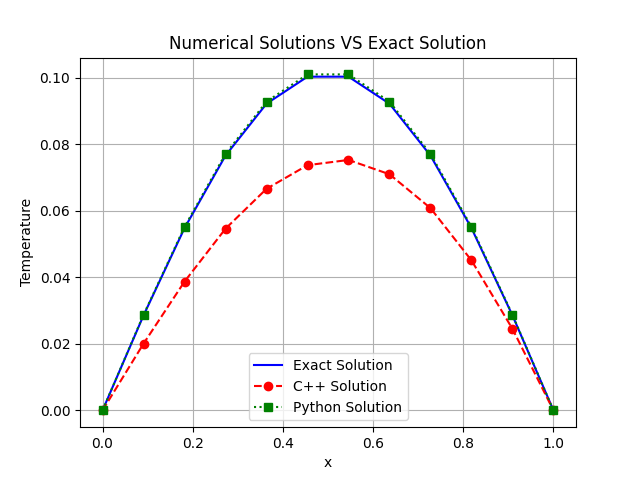 Numerical Solutions VS Exact Solution
0.10
0.08
0.06
0.04
0.02
0.00
Temperature
Exact Solution
C++ Solution
Python Solution
0.0 0.2 0.4 0.6 0.8 1.0
x